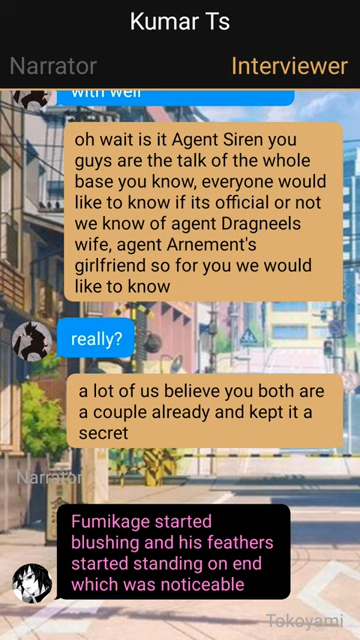 Kumar Ts
Narrator
Interviewer
with well
oh wait is it Agent Siren you
guys are the talk of the whole
base you know, everyone would
like to know if its official or not
we know of agent Dragneels
wife, agent Arnement's
girlfriend so for you we would
like to know
really?
a lot of us believe you both are
a couple already and kept it a
secret
Narrator
Fumikage started
blushing and his feathers
started standing on end
which was noticeable
Tokoyami